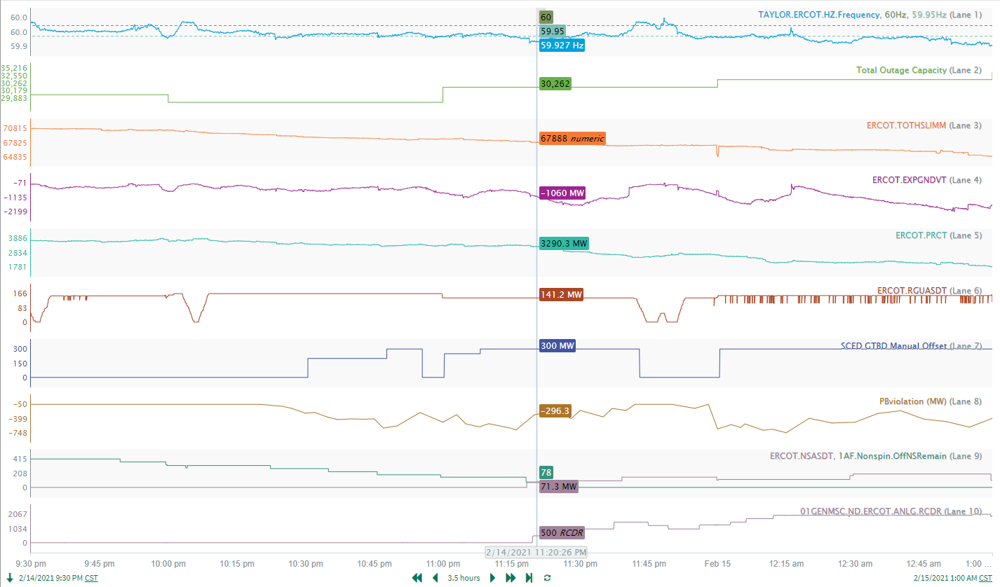 60.0
60.0
59.9
60
59.95
59.927 Hz
TAYLOR.ERCOT.HZ.Frequency, 60Hz, 59.95Hz (Lane 1)
35,216
32,550
30,262
30,179
29,883
30,262
Total Outage Capacity (Lane 2)
70815
67825
64835
67888 numeric
ERCOT.TOTHSLIMM (Lane 3)
-71
-1135
-2199
-1060 MW
ERCOT.EXPGNDVT (Lane 4)
3886
2834
1781
3290.3 MW
ERCOT.PRCT (Lane 5)
166
83
0
141.2 MW
ERCOT.RGUASDT (Lane 6)
300
150
0
300 MW
SCED GTBD Manual Offset (Lane 7)
-50
-399
-748
-296.3
PBviolation (MW) (Lane 8)
415
208
0
78
71.3 MW
ERCOT.NSASDT, 1AF.Nonspin.OffNSRemain (Lane 9)
2067
1034
0
500 RCDR
01GENMSC.ND.ERCOT.ANLG.RCDR (Lane 10)
2/14/2021 11:20:26 PM
9:30 pm 9:45 pm 10:00 pm 10:15 pm 10:30 pm 10:45 pm 11:00 pm 11:15 pm 11:30 pm 11:45 pm Feb 15 12:15 am 12:30 am 12:45 am 1:00 ...
2/14/2021 9:30 PM CST
3.5 hours
2/15/2021 1:00 AM CST